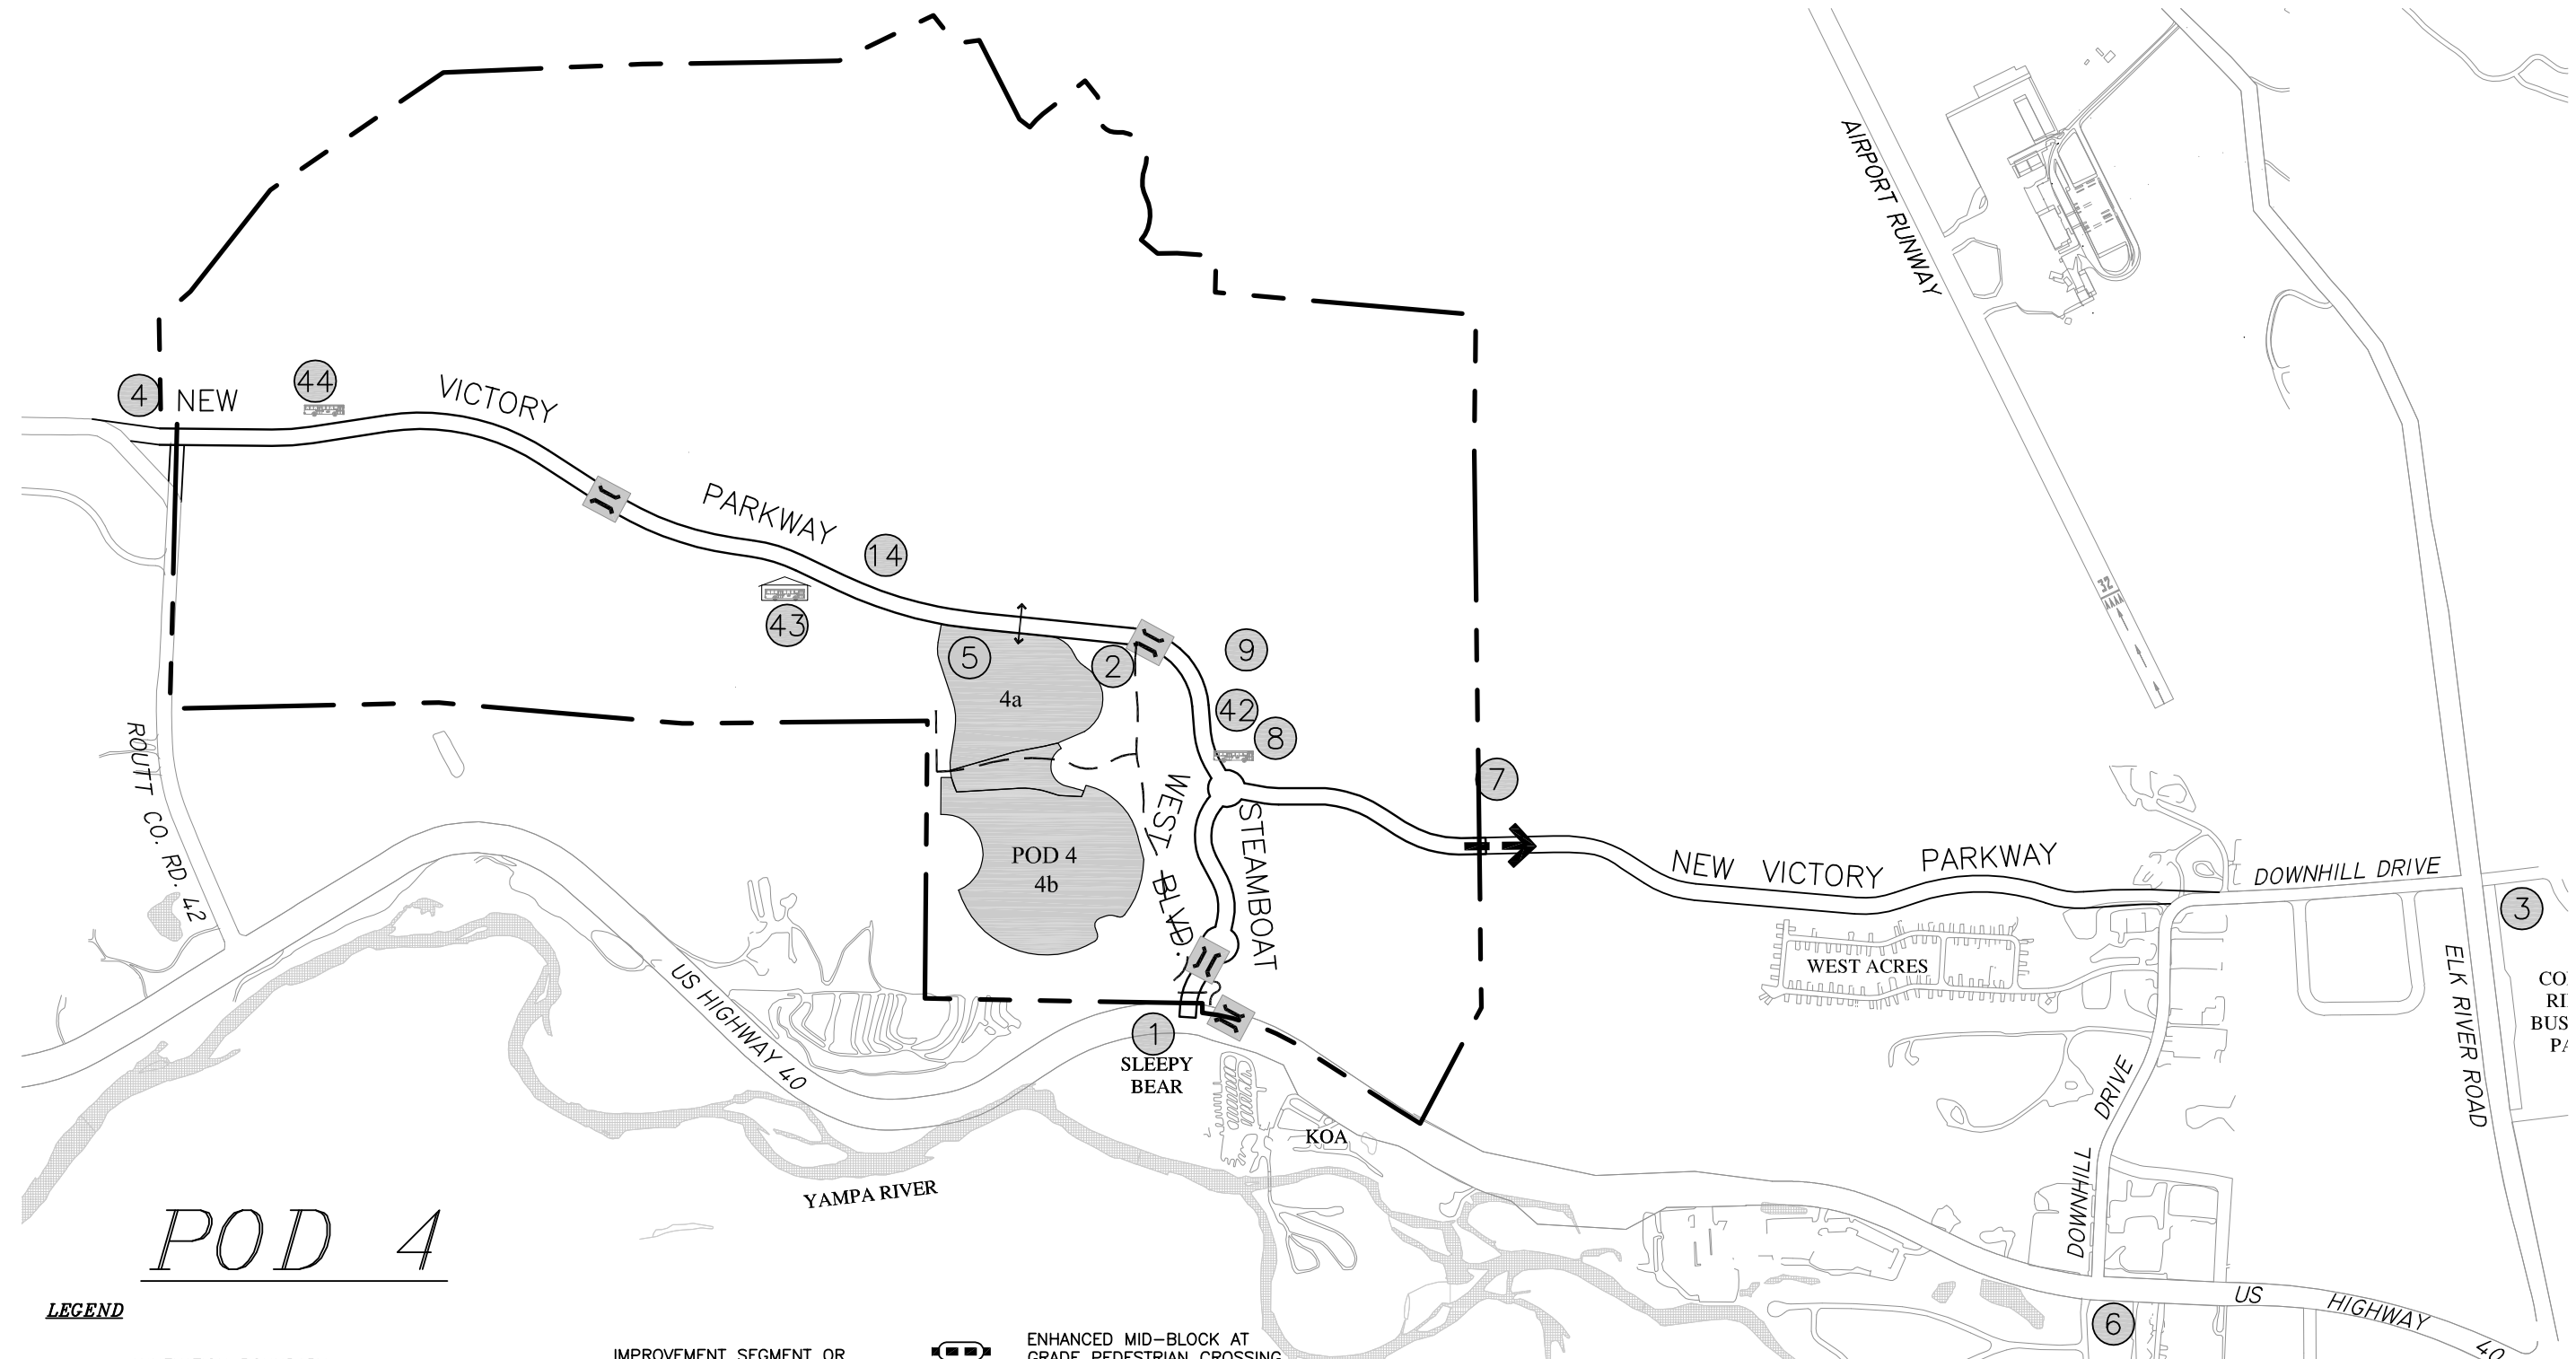 AIRPORT RUNWAY
32
4
NEW
44
VICTORY
PARKWAY
14
43
5
2
4a
9
42
8
7
ROUTT CO. RD. 42
WEST BLVD.
STEAMBOAT
POD 4
4b
NEW VICTORY PARKWAY
DOWNHILL DRIVE
3
WEST ACRES
ELK RIVER ROAD
US HIGHWAY 40
1
SLEEPY
BEAR
KOA
DOWNHILL DRIVE
YAMPA RIVER
POD 4
US HIGHWAY 40
6
LEGEND
IMPROVEMENT SEGMENT OR
ENHANCED MID-BLOCK AT
GRADE PEDESTRIAN CROSSING